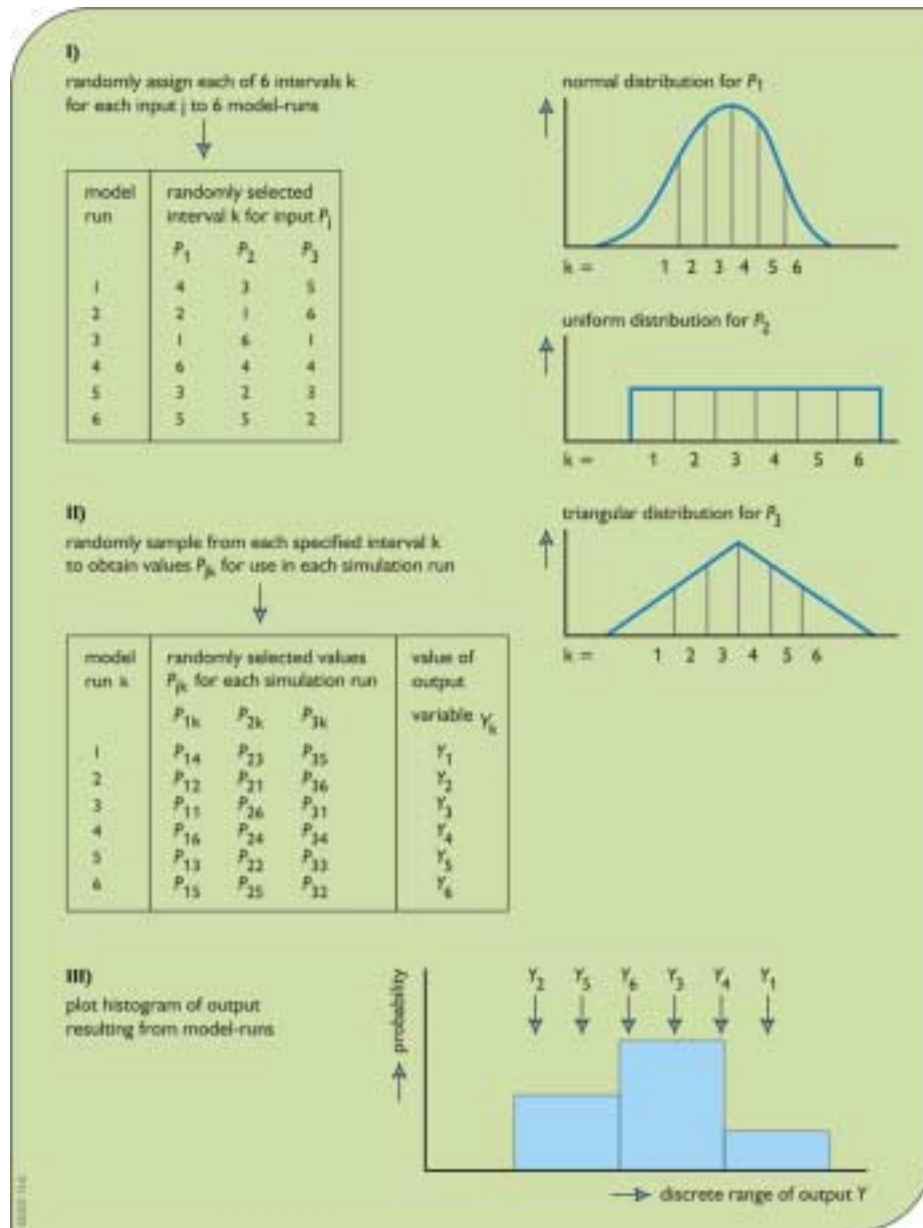 I)
randomly assign each of 6 intervals k
for each input j to 6 model-runs
model run
randomly selected interval k for input Pj
P1 P2 P3
1 4 3 5
2 2 1 6
3 1 6 1
4 6 4 4
5 3 2 3
6 5 5 2
normal distribution for P1
k = 1 2 3 4 5 6
uniform distribution for P2
k = 1 2 3 4 5 6
triangular distribution for P3
k = 1 2 3 4 5 6
II)
randomly sample from each specified interval k
to obtain values Pjk for use in each simulation run
model run k
randomly selected values Pjk for each simulation run
value of output variable Yk
P1k P2k P3k
1 P14 P23 P35 Y1
2 P12 P21 P36 Y2
3 P11 P26 P31 Y3
4 P16 P24 P34 Y4
5 P13 P22 P33 Y5
6 P15 P25 P32 Y6
III)
plot histogram of output
resulting from model-runs
probability
Y2 Y5 Y6 Y3 Y4 Y1
discrete range of output Y